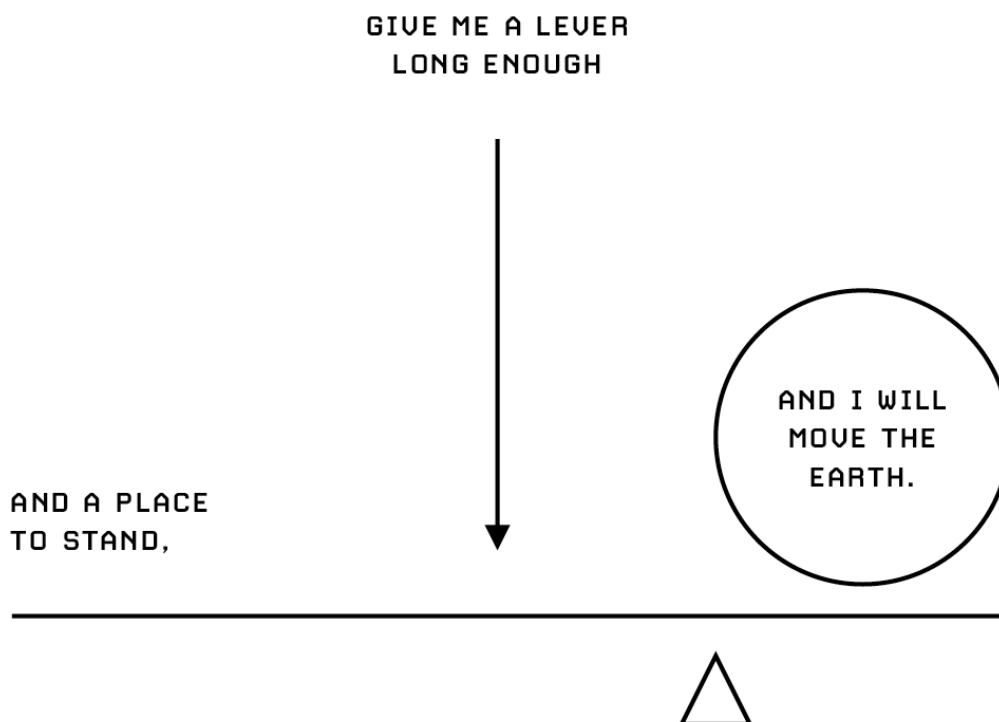 GIVE ME A LEVER
LONG ENOUGH
AND A PLACE
TO STAND,
AND I WILL
MOVE THE
EARTH.